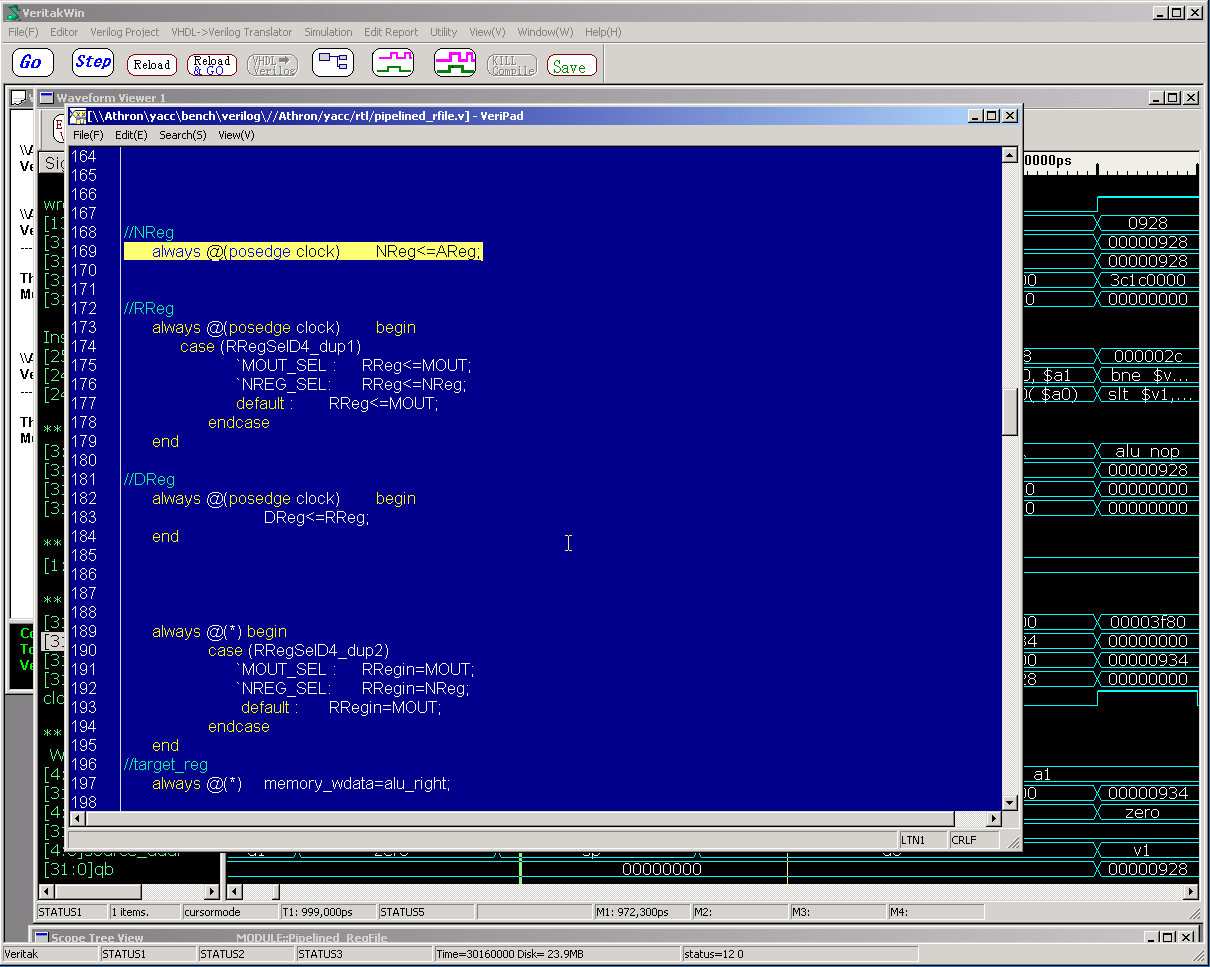 VeritakWin
File(F) Editor Verilog Project VHDL->Verilog Translator Simulation Edit Report Utility View(V) Window(W) Help(H)
Go Step Reload Reload & GO VHDL Verilog KILL Compile Save
Waveform Viewer 1
[\\Athron\yacc\bench\verilog\//Athron/yacc/rtl/pipelined_rfile.v] - VeriPad
File(F) Edit(E) Search(S) View(V)
164
165
166
167
168 //NReg
169 always @(posedge clock) NReg<=AReg;
170
171
172 //RReg
173 always @(posedge clock) begin
174 case (RRegSelD4_dup1)
175 `MOUT_SEL : RReg<=MOUT;
176 `NREG_SEL: RReg<=NReg;
177 default : RReg<=MOUT;
178 endcase
179 end
180
181 //DReg
182 always @(posedge clock) begin
183 DReg<=RReg;
184 end
185
186
187
188
189 always @(*) begin
190 case (RRegSelD4_dup2)
191 `MOUT_SEL : RRegin=MOUT;
192 `NREG_SEL: RRegin=NReg;
193 default : RRegin=MOUT;
194 endcase
195 end
196 //target_reg
197 always @(*) memory_wdata=alu_right;
198
LTN1 CRLF
0000ps
0928
00000928
00000928
3c1c0000
00000000
000002c
$a1 bne $v...
( $a0) slt $v1,...
alu nop
00000928
00000000
00000000
00003f80
00000000
00000934
00000000
a1
00000934
zero
v1
[31:0]qb 00000000 00000928
STATUS1 1 items. cursormode T1: 999,000ps STATUS5 M1: 972,300ps M2: M3: M4:
Scope Tree View MODULE::Pipelined_RegFile
Veritak STATUS1 STATUS2 STATUS3 Time=30160000 Disk= 23.9MB status=12 0